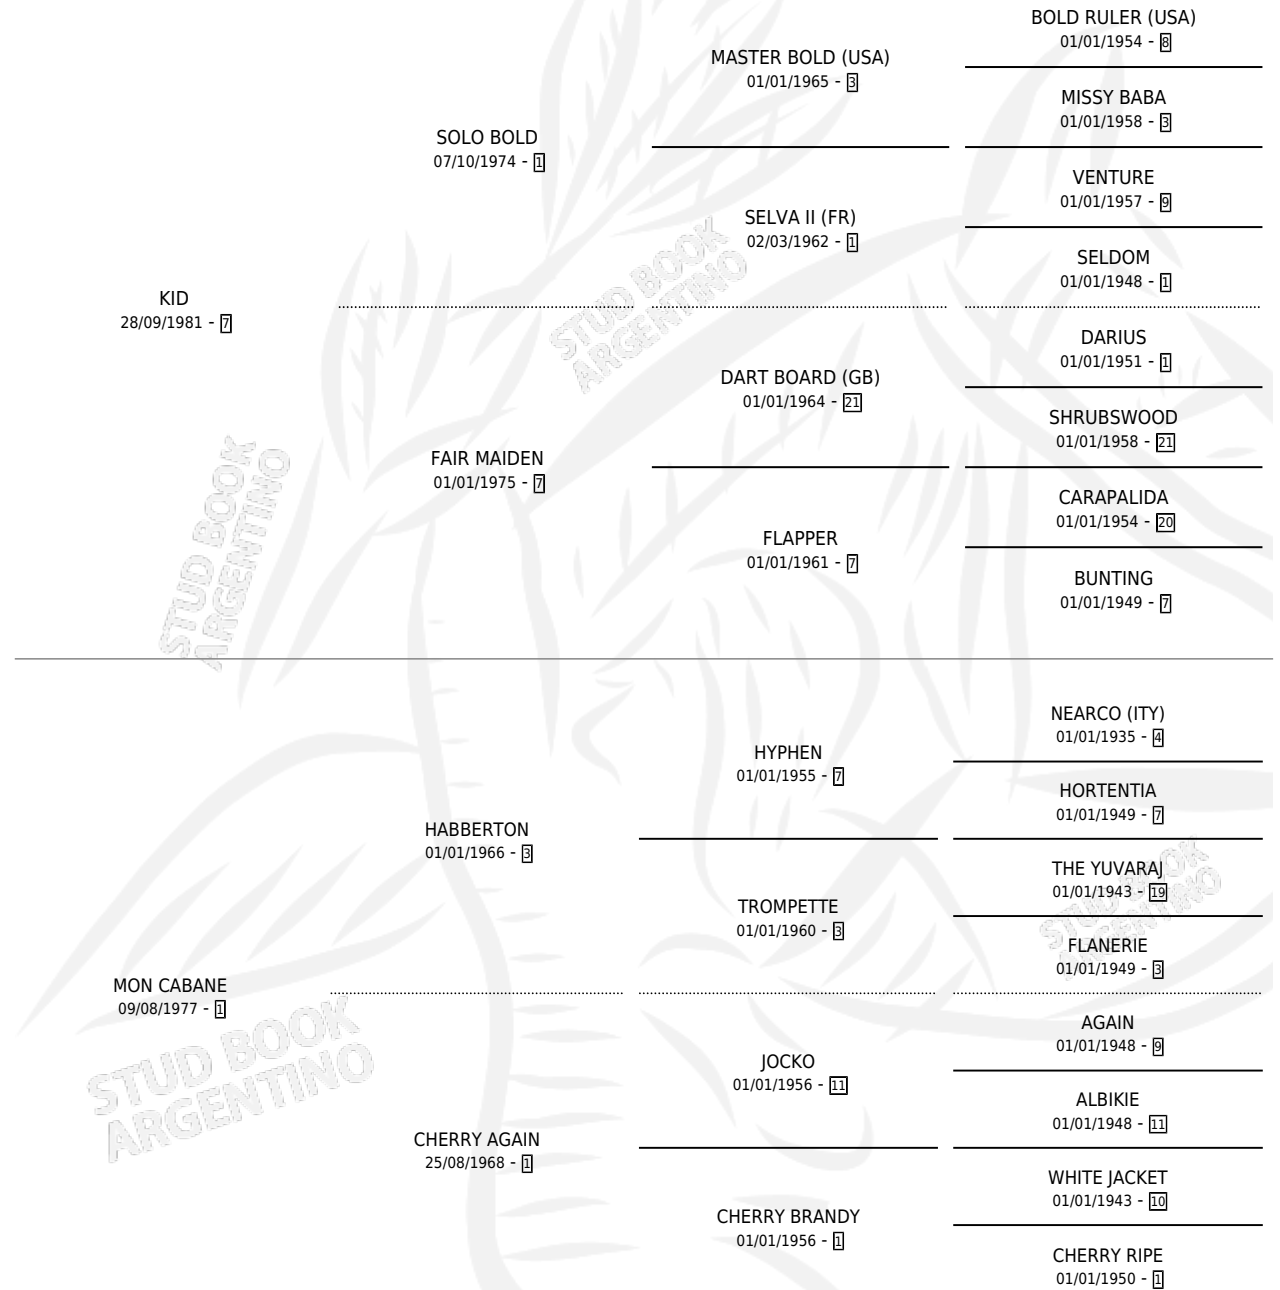 BOLD RULER (USA)
01/01/1954 - 8
MASTER BOLD (USA)
01/01/1965 - 3
MISSY BABA
01/01/1958 - 3
SOLO BOLD
07/10/1974 - 1
VENTURE
01/01/1957 - 9
SELVA II (FR)
02/03/1962 - 1
SELDOM
01/01/1948 - 1
KID
28/09/1981 - 7
STUD BOOK
ARGENTINO
DARIUS
01/01/1951 - 1
DART BOARD (GB)
01/01/1964 - 21
SHRUBSWOOD
01/01/1958 - 21
FAIR MAIDEN
01/01/1975 - 7
CARAPALIDA
01/01/1954 - 20
FLAPPER
01/01/1961 - 7
BUNTING
01/01/1949 - 7
STUD BOOK
ARGENTINO
NEARCO (ITY)
01/01/1935 - 4
HYPHEN
01/01/1955 - 7
HORTENTIA
01/01/1949 - 7
HABBERTON
01/01/1966 - 3
THE YUVARAJ
01/01/1943 - 19
TROMPETTE
01/01/1960 - 3
FLANERIE
01/01/1949 - 3
STUD BOOK
ARGENTINO
MON CABANE
09/08/1977 - 1
AGAIN
01/01/1948 - 9
JOCKO
01/01/1956 - 11
ALBIKIE
01/01/1948 - 11
STUD BOOK
ARGENTINO
CHERRY AGAIN
25/08/1968 - 1
WHITE JACKET
01/01/1943 - 10
CHERRY BRANDY
01/01/1956 - 1
CHERRY RIPE
01/01/1950 - 1